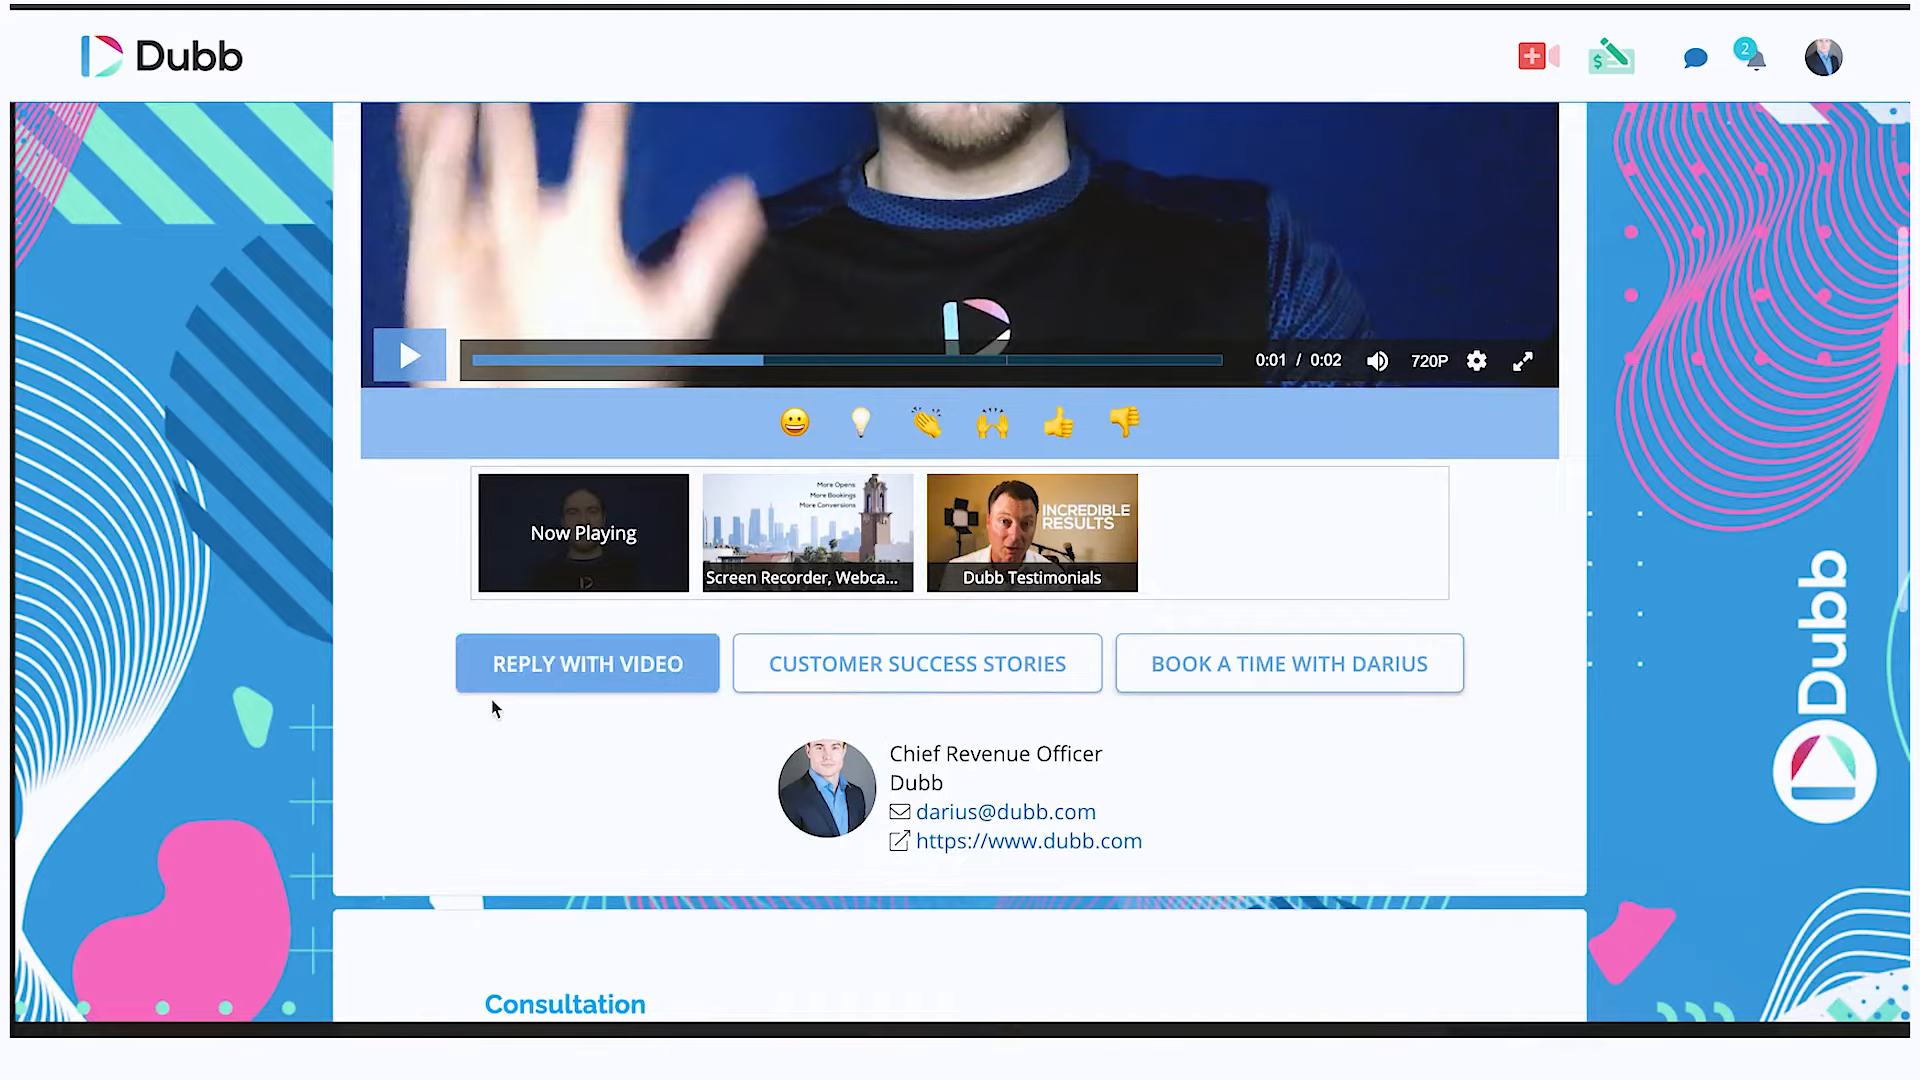 Dubb
2
0:01 / 0:02
720P
Now Playing
More Opens
More Bookings
More Conversions
Screen Recorder, Webca...
INCREDIBLE
RESULTS
Dubb Testimonials
REPLY WITH VIDEO
CUSTOMER SUCCESS STORIES
BOOK A TIME WITH DARIUS
Chief Revenue Officer
Dubb
darius@dubb.com
https://www.dubb.com
Dubb
Consultation